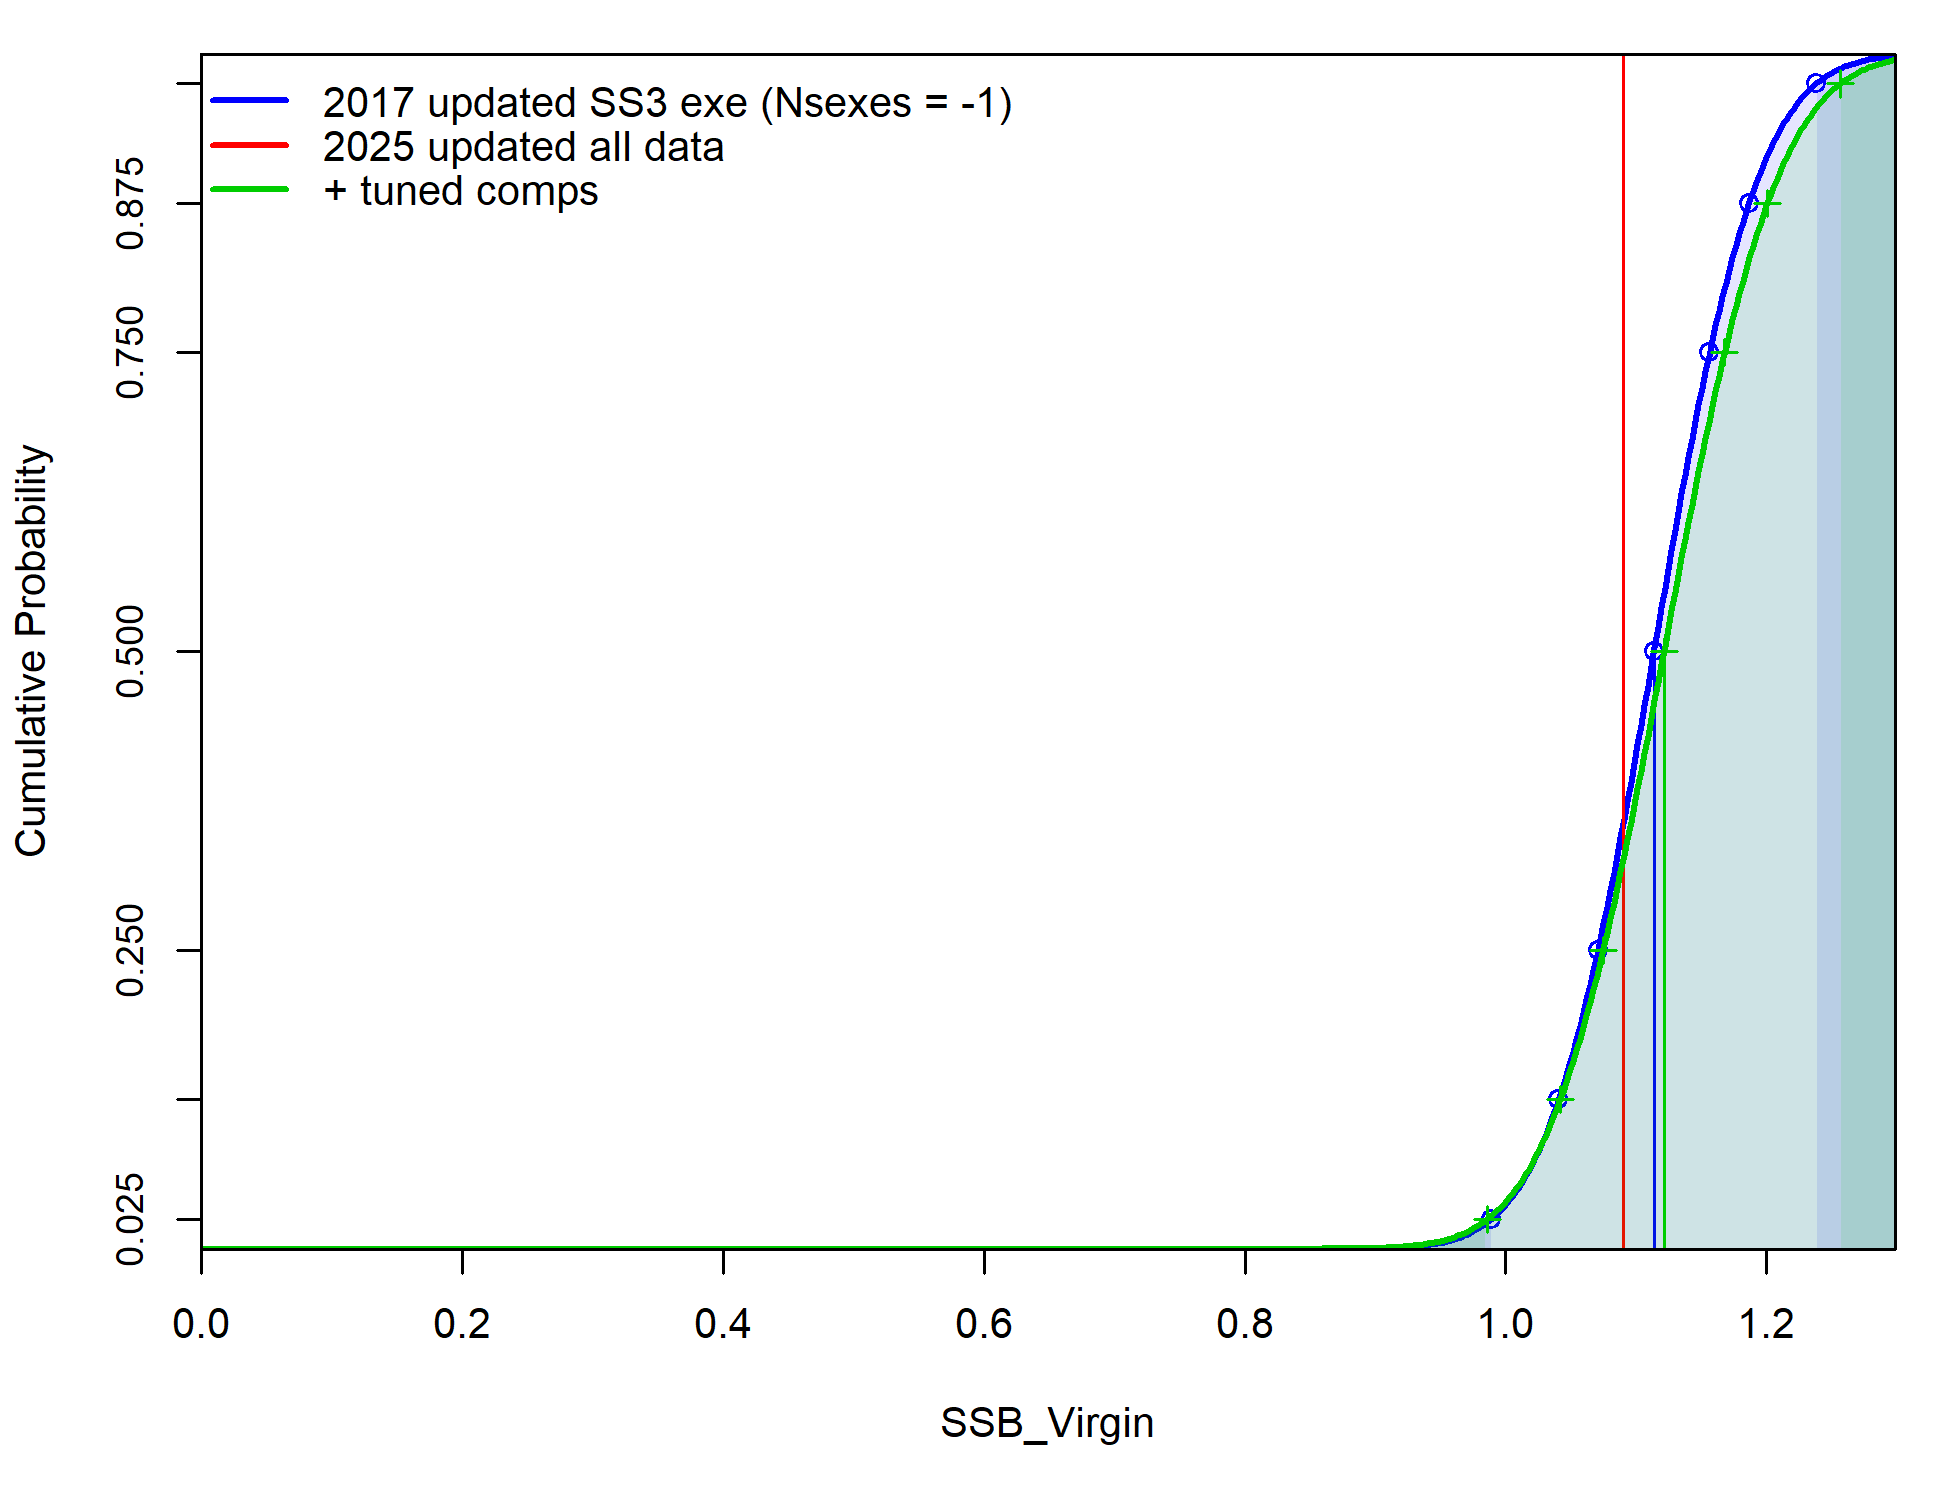 2017 updated SS3 exe (Nsexes = -1)
2025 updated all data
+ tuned comps
Cumulative Probability
0.875
0.750
0.500
0.250
0.025
0.0 0.2 0.4 0.6 0.8 1.0 1.2
SSB_Virgin